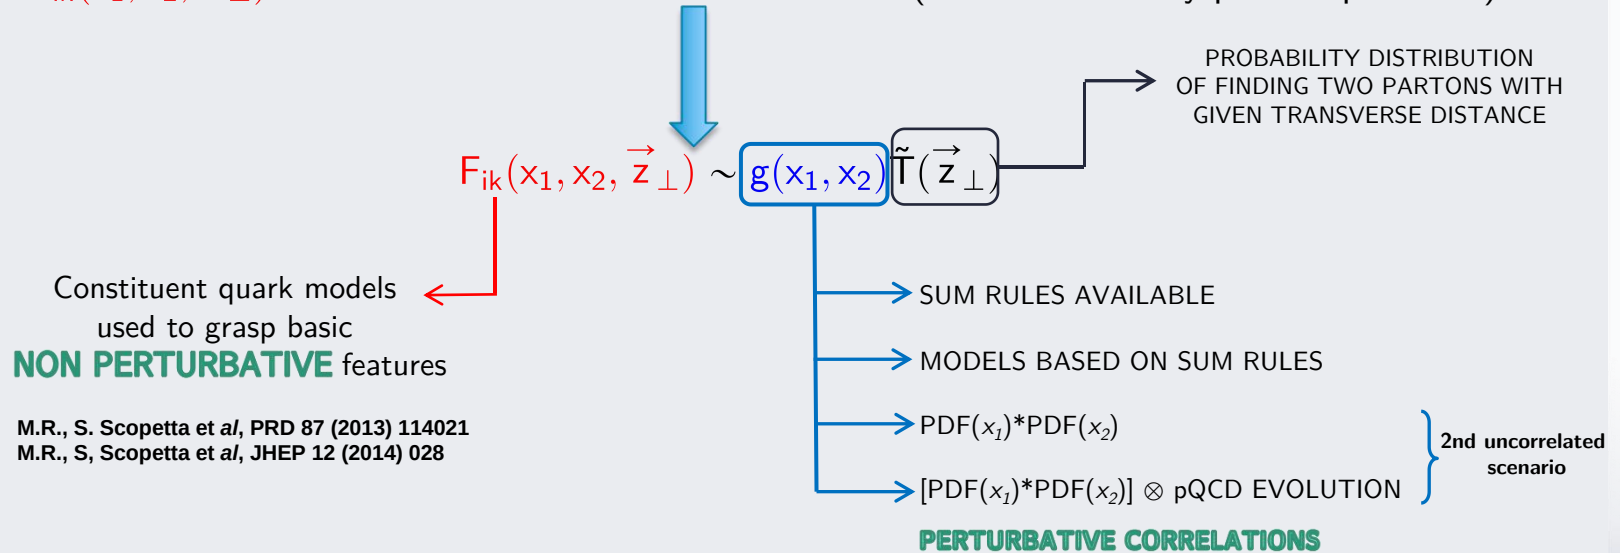 PROBABILITY DISTRIBUTION
OF FINDING TWO PARTONS WITH
GIVEN TRANSVERSE DISTANCE
F_ik(x₁, x₂, z⃗_⊥) ~ g(x₁, x₂) T̃(z⃗_⊥)
Constituent quark models
used to grasp basic
NON PERTURBATIVE features
M.R., S. Scopetta et al, PRD 87 (2013) 114021
M.R., S, Scopetta et al, JHEP 12 (2014) 028
SUM RULES AVAILABLE
MODELS BASED ON SUM RULES
PDF(x₁)*PDF(x₂)
[PDF(x₁)*PDF(x₂)] ⊗ pQCD EVOLUTION
2nd uncorrelated
scenario
PERTURBATIVE CORRELATIONS